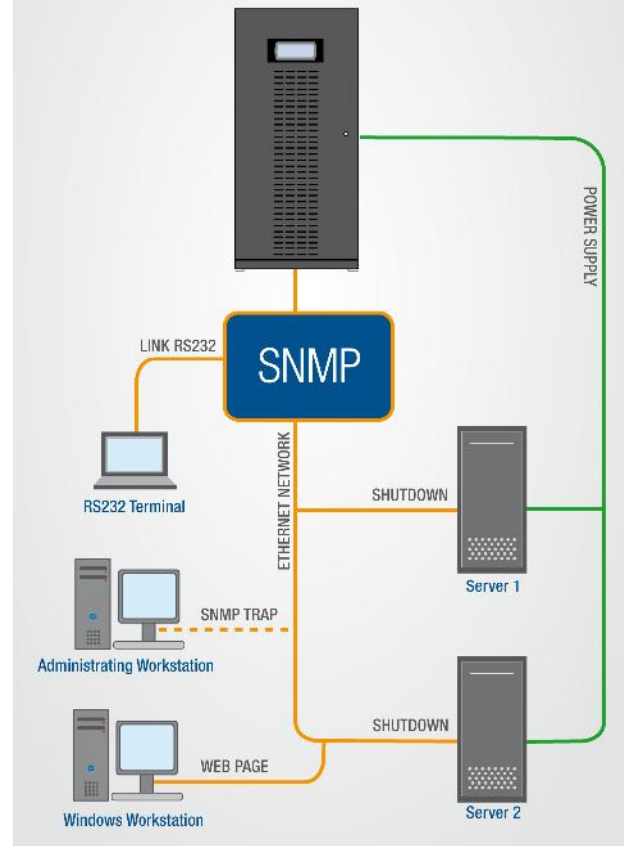 POWER SUPPLY
LINK RS232
SNMP
RS232 Terminal
ETHERNET NETWORK
SHUTDOWN
Server 1
SNMP TRAP
Administrating Workstation
SHUTDOWN
WEB PAGE
Windows Workstation
Server 2